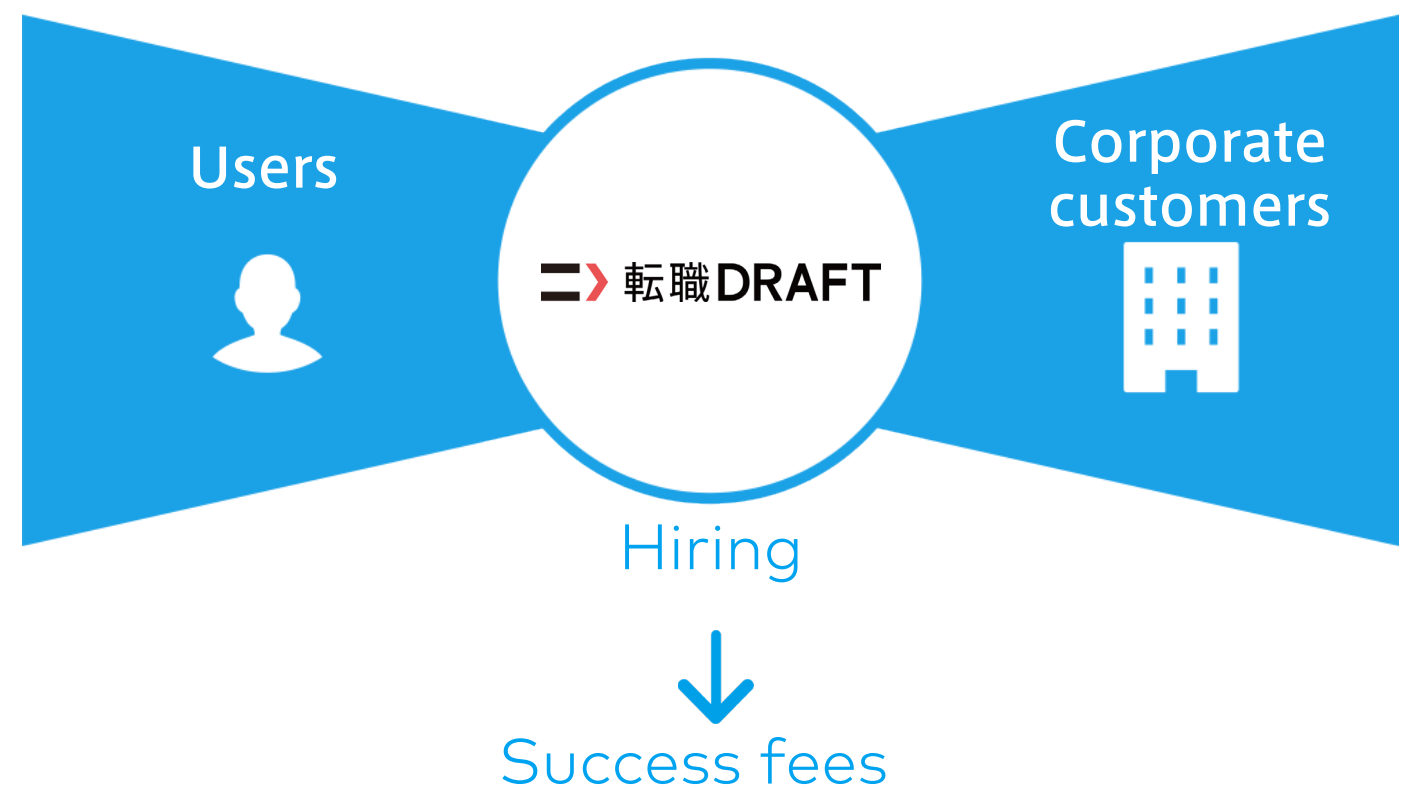 Users
Corporate
customers
転職DRAFT
Hiring
Success fees